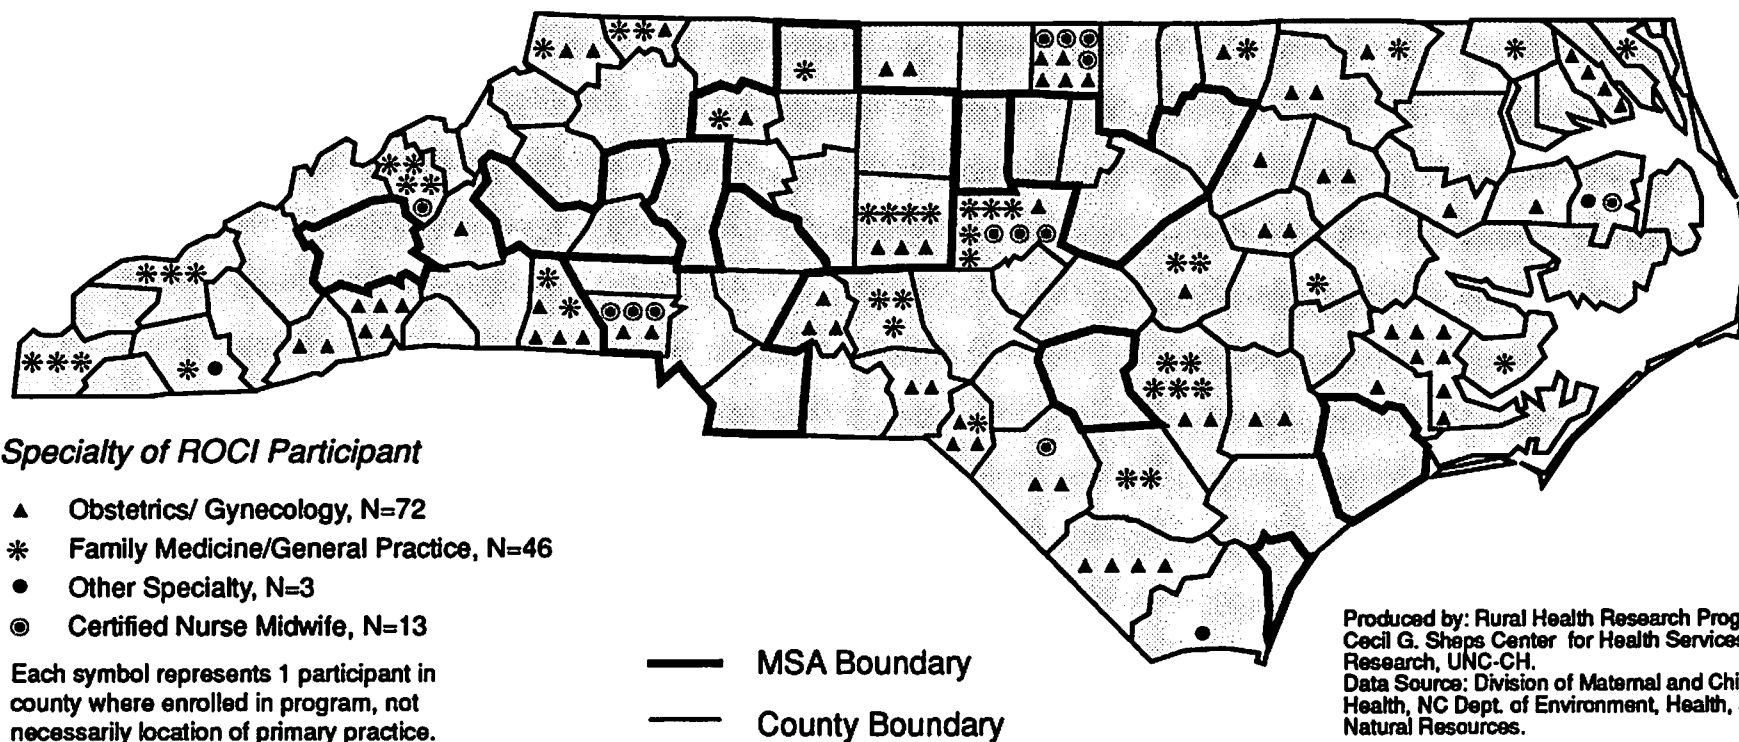 Specialty of ROCI Participant
Obstetrics/ Gynecology, N=72
Family Medicine/General Practice, N=46
Other Specialty, N=3
Certified Nurse Midwife, N=13
Each symbol represents 1 participant in
county where enrolled in program, not
necessarily location of primary practice.
MSA Boundary
County Boundary
Produced by: Rural Health Research Prog
Cecil G. Sheps Center for Health Services
Research, UNC-CH.
Data Source: Division of Maternal and Chi
Health, NC Dept. of Environment, Health,
Natural Resources.